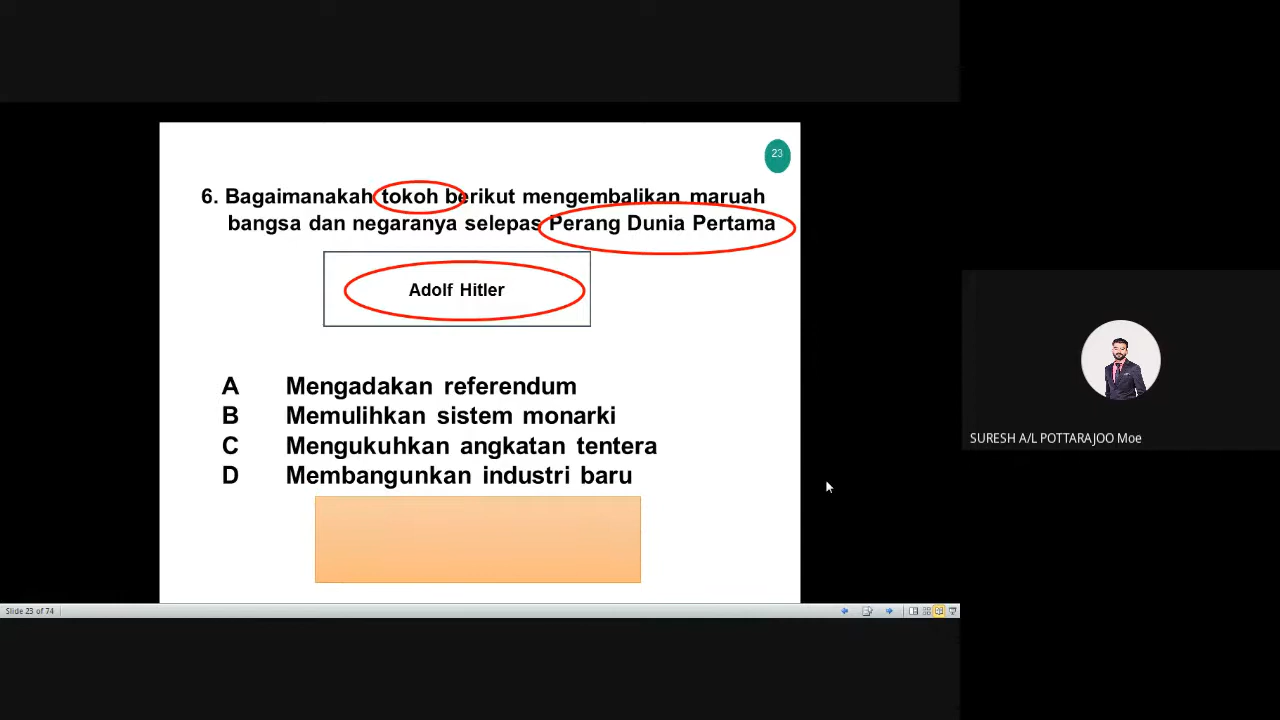 23
6. Bagaimanakah tokoh berikut mengembalikan maruah
bangsa dan negaranya selepas Perang Dunia Pertama
Adolf Hitler
A Mengadakan referendum
B Memulihkan sistem monarki
C Mengukuhkan angkatan tentera
D Membangunkan industri baru
SURESH A/L POTTARAJOO Moe
Slide 23 of 74